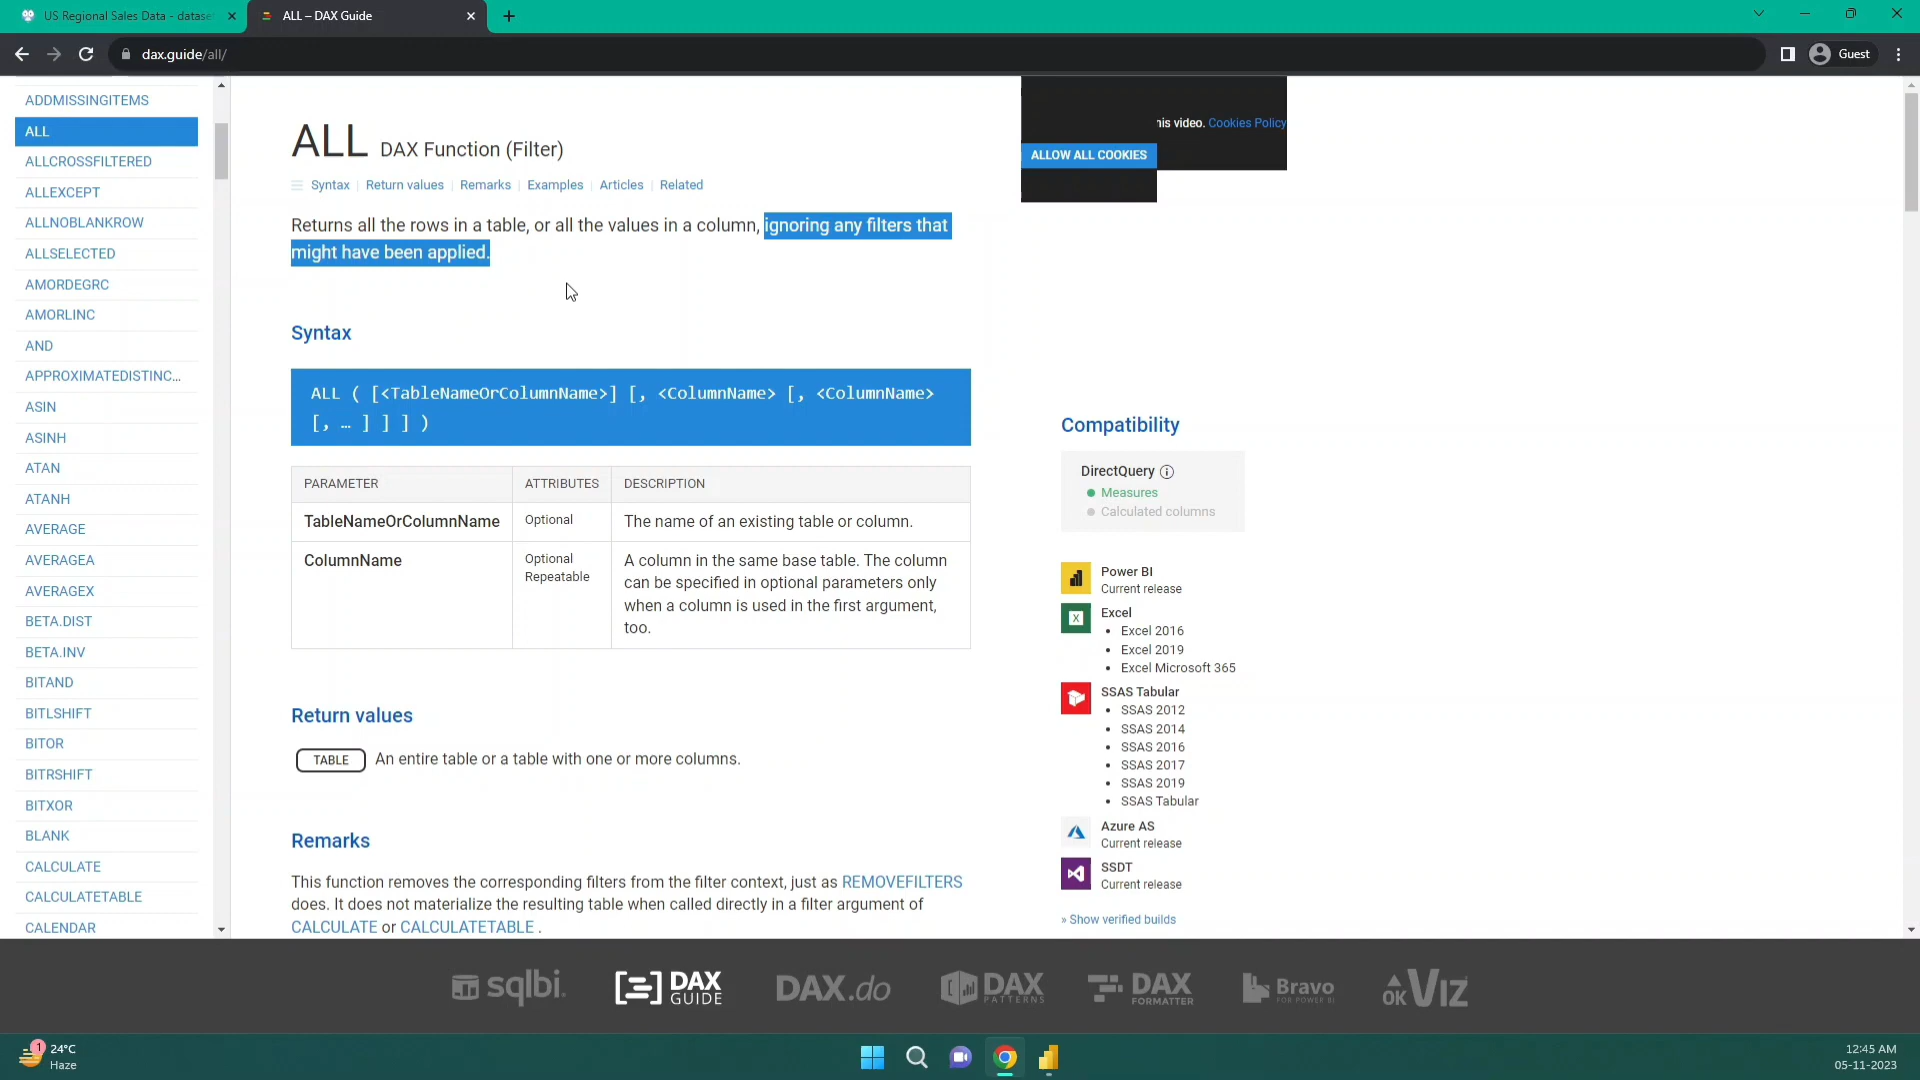 US Regional Sales Data - datase
ALL – DAX Guide
dax.guide/all/
Guest
ADDMISSINGITEMS
ALL
ALLCROSSFILTERED
ALLEXCEPT
ALLNOBLANKROW
ALLSELECTED
AMORDEGRC
AMORLINC
AND
APPROXIMATEDISTINC...
ASIN
ASINH
ATAN
ATANH
AVERAGE
AVERAGEA
AVERAGEX
BETA.DIST
BETA.INV
BITAND
BITLSHIFT
BITOR
BITRSHIFT
BITXOR
BLANK
CALCULATE
CALCULATETABLE
CALENDAR
ALL DAX Function (Filter)
Syntax | Return values | Remarks | Examples | Articles | Related
Returns all the rows in a table, or all the values in a column, ignoring any filters that
might have been applied.
Syntax
ALL ( [<TableNameOrColumnName>] [, <ColumnName> [, <ColumnName>
[, … ] ] ] )
PARAMETER ATTRIBUTES DESCRIPTION
TableNameOrColumnName Optional The name of an existing table or column.
ColumnName Optional
Repeatable
A column in the same base table. The column
can be specified in optional parameters only
when a column is used in the first argument,
too.
Return values
TABLE An entire table or a table with one or more columns.
Remarks
This function removes the corresponding filters from the filter context, just as REMOVEFILTERS
does. It does not materialize the resulting table when called directly in a filter argument of
CALCULATE or CALCULATETABLE .
his video. Cookies Policy
ALLOW ALL COOKIES
Compatibility
DirectQuery
Measures
Calculated columns
Power BI
Current release
Excel
• Excel 2016
• Excel 2019
• Excel Microsoft 365
SSAS Tabular
• SSAS 2012
• SSAS 2014
• SSAS 2016
• SSAS 2017
• SSAS 2019
• SSAS Tabular
Azure AS
Current release
SSDT
Current release
» Show verified builds
sqlbi.
DAX GUIDE
DAX.do
DAX PATTERNS
DAX FORMATTER
Bravo FOR POWER BI
OK VIZ
1
24°C
Haze
12:45 AM
05-11-2023